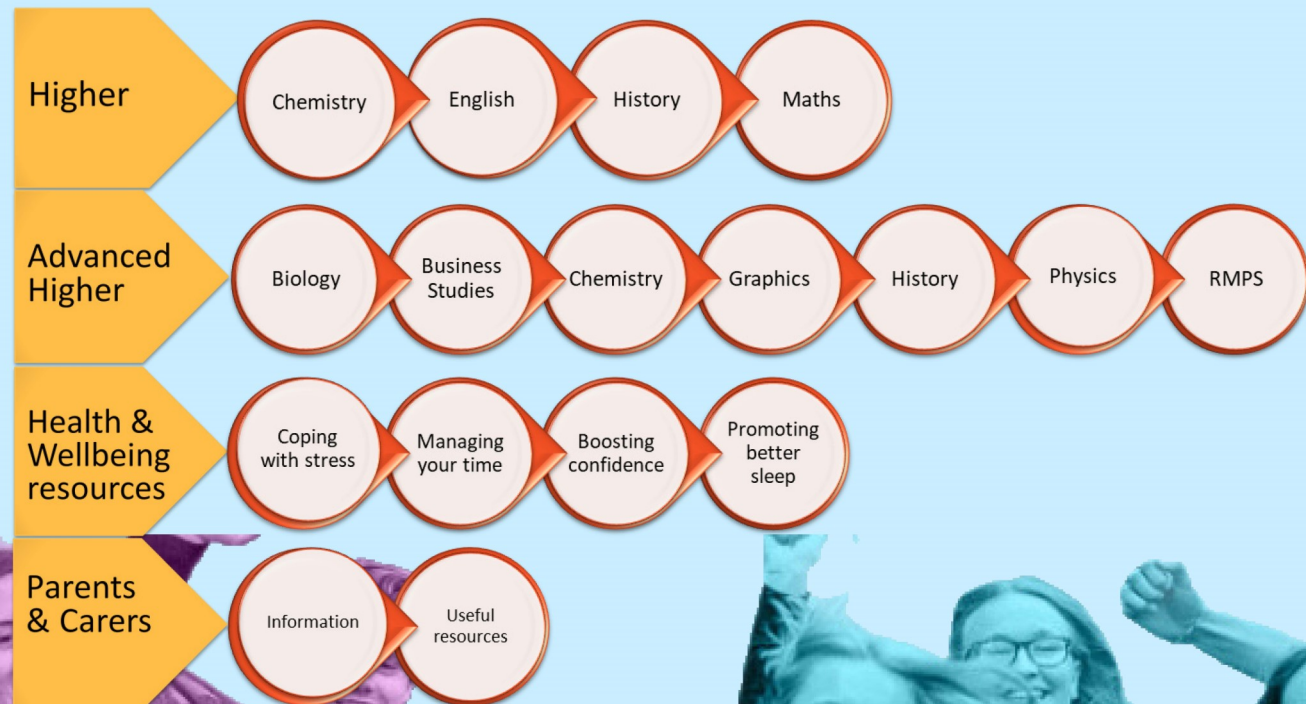 Higher
Chemistry
English
History
Maths
Advanced
Higher
Biology
Business
Studies
Chemistry
Graphics
History
Physics
RMPS
Health &
Wellbeing
resources
Coping
with stress
Managing
your time
Boosting
confidence
Promoting
better
sleep
Parents
& Carers
Information
Useful
resources